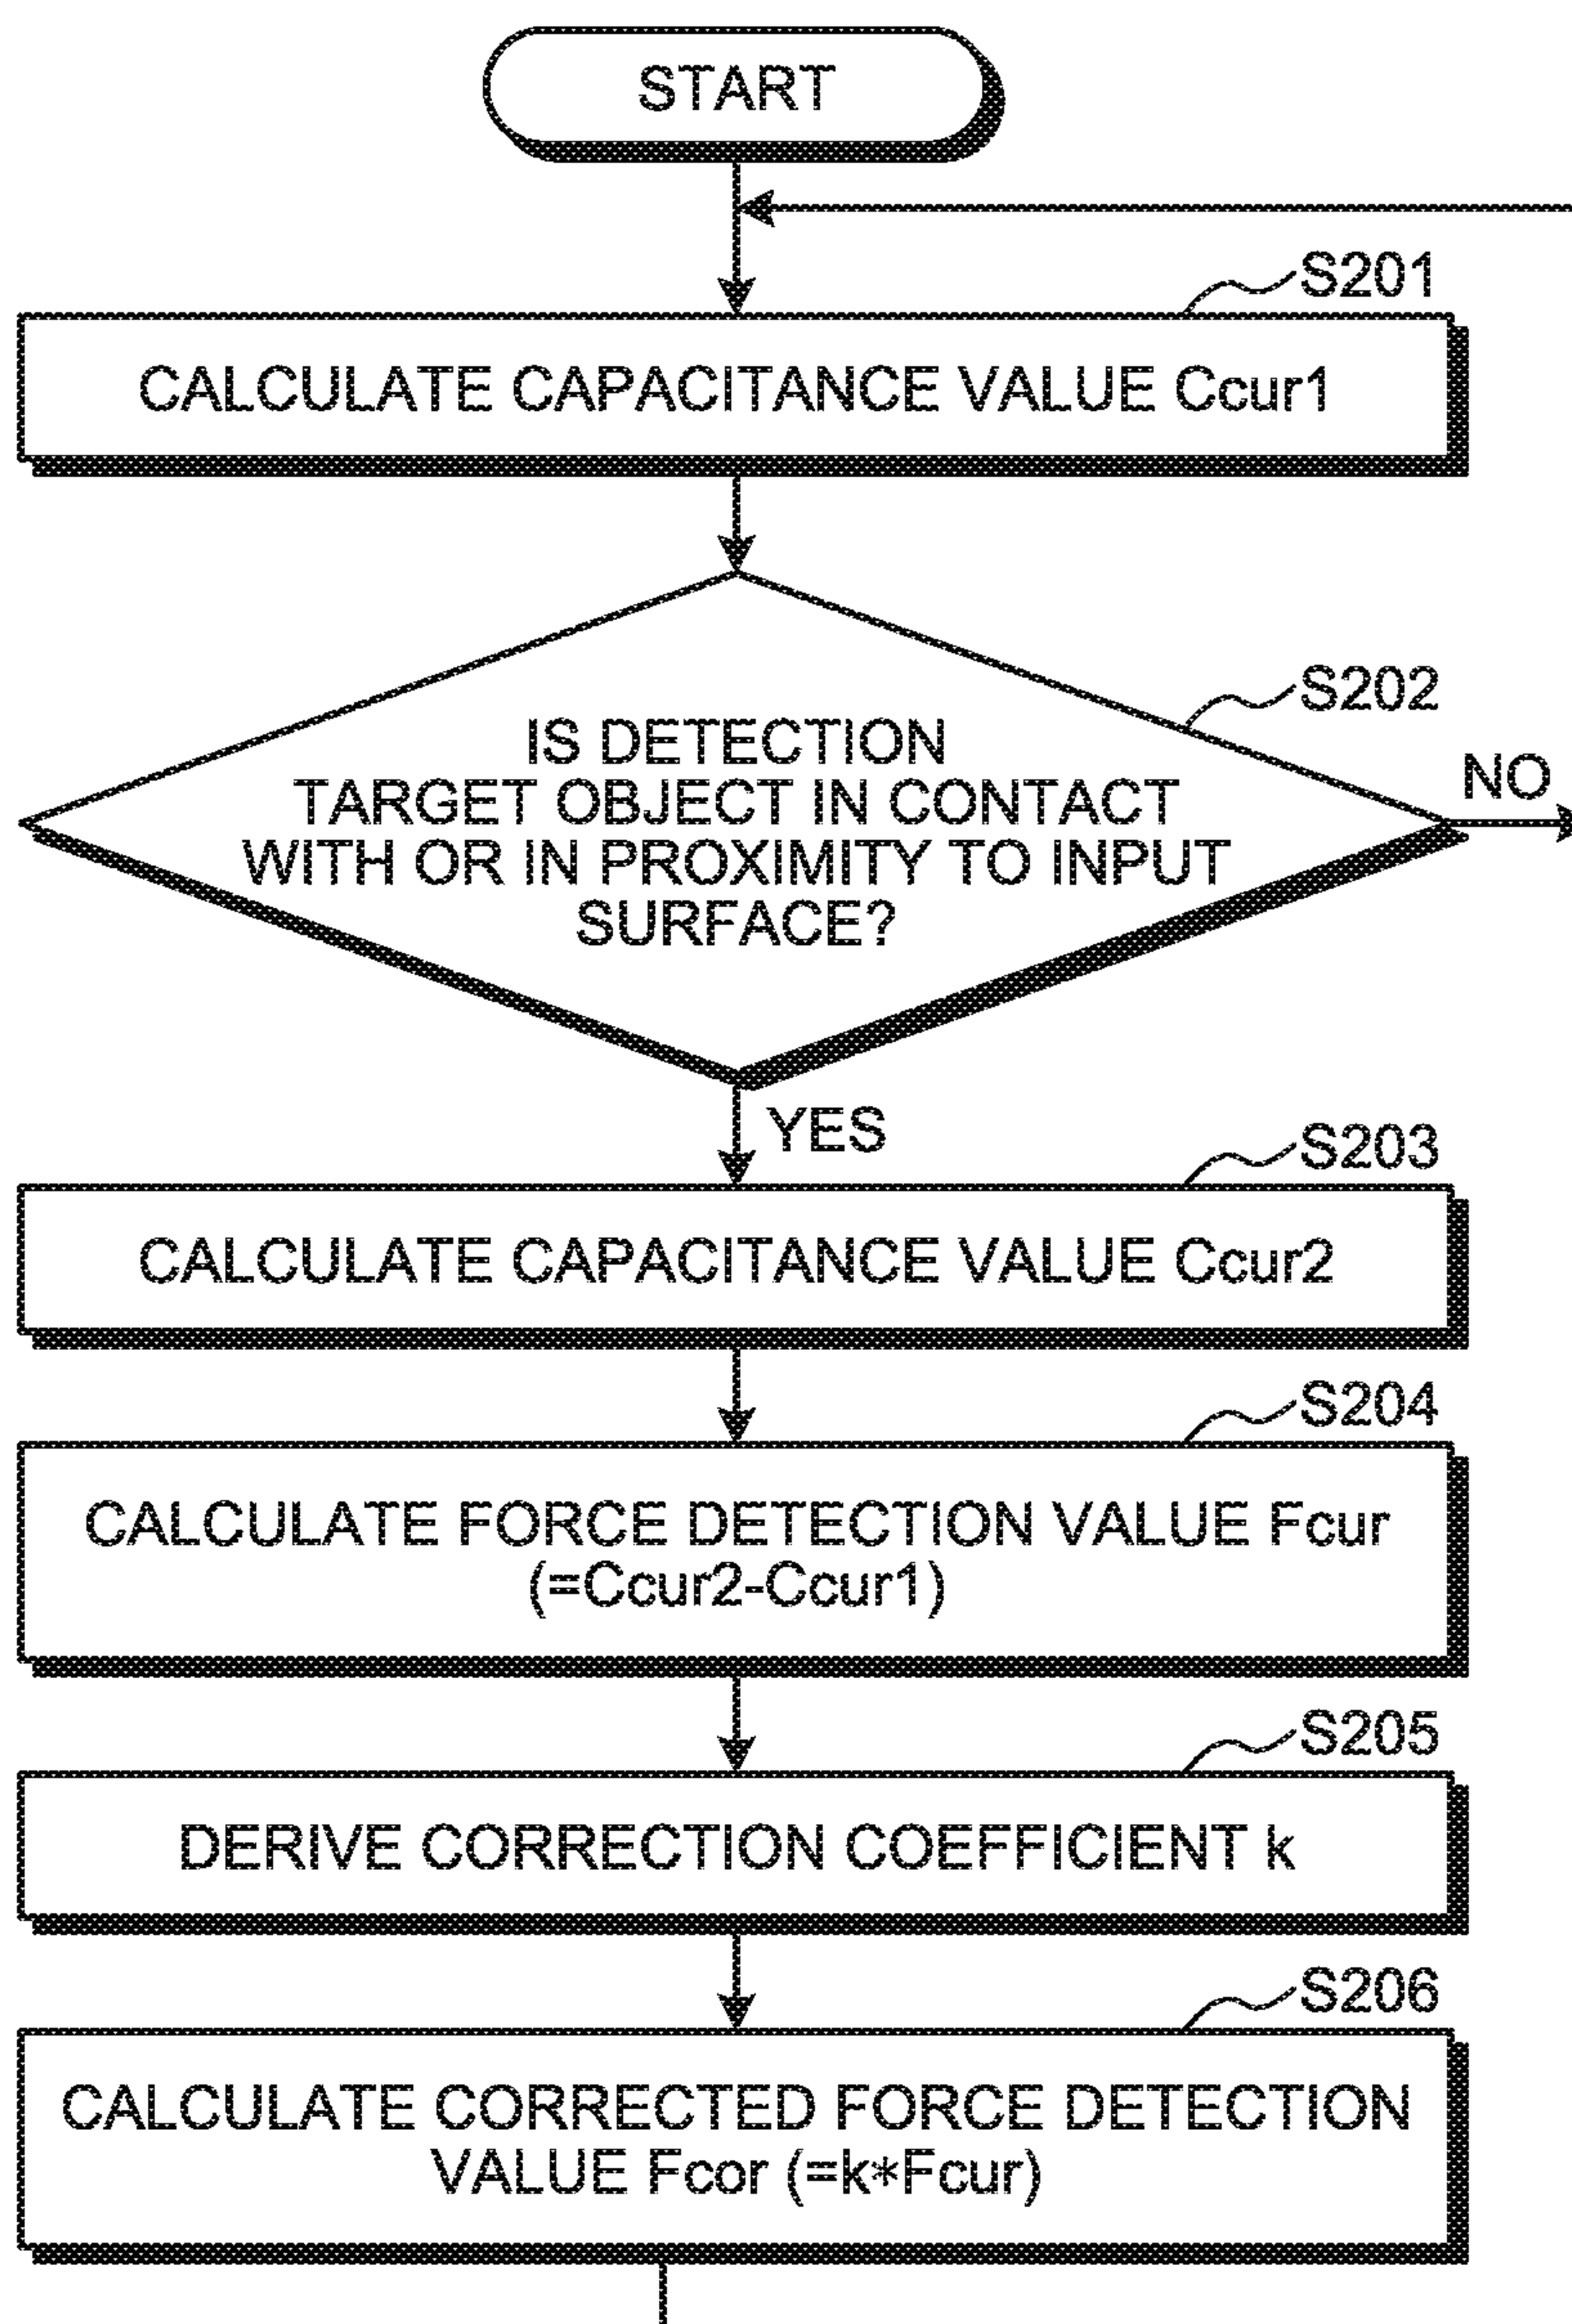 START
S201
CALCULATE CAPACITANCE VALUE Ccur1
S202
IS DETECTION
TARGET OBJECT IN CONTACT
WITH OR IN PROXIMITY TO INPUT
SURFACE?
NO
YES
S203
CALCULATE CAPACITANCE VALUE Ccur2
S204
CALCULATE FORCE DETECTION VALUE Fcur
(=Ccur2-Ccur1)
S205
DERIVE CORRECTION COEFFICIENT k
S206
CALCULATE CORRECTED FORCE DETECTION
VALUE Fcor (=k*Fcur)